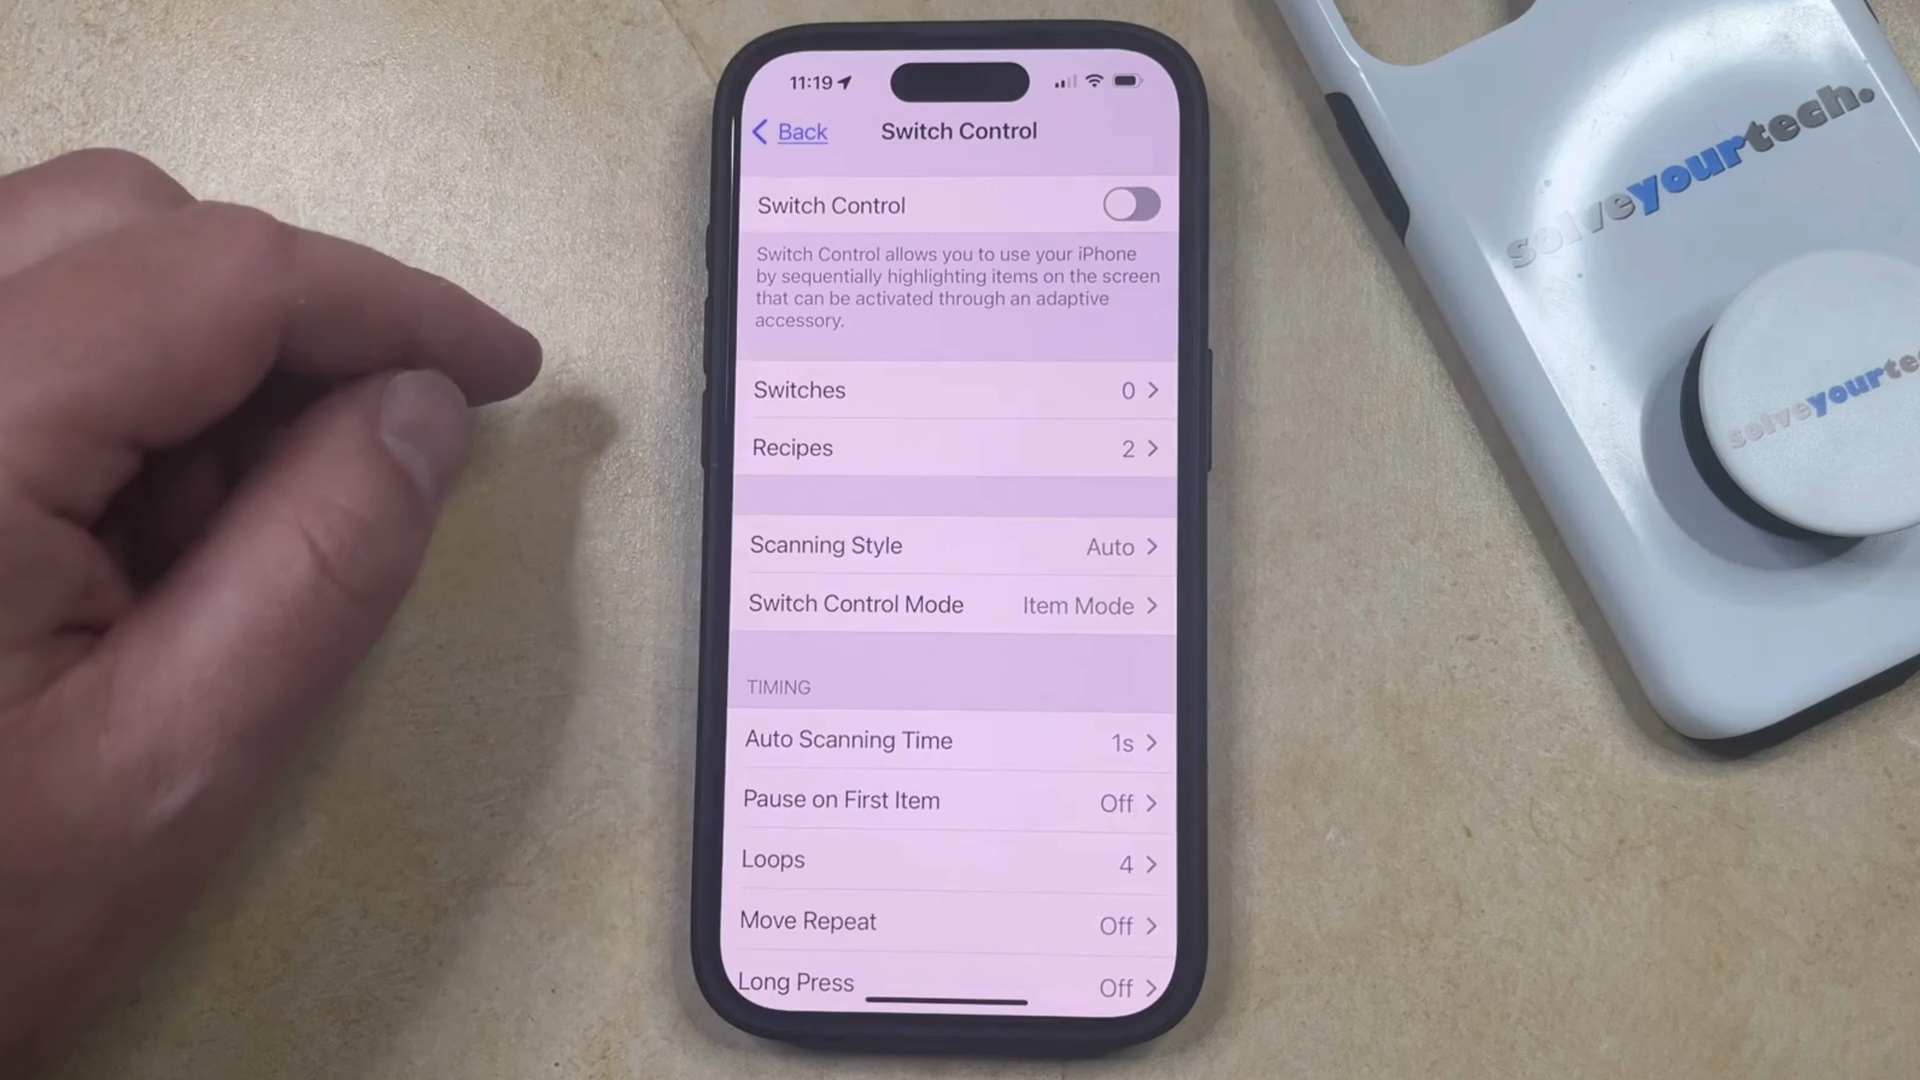 11:19
Back
Switch Control
Switch Control
Switch Control allows you to use your iPhone
by sequentially highlighting items on the screen
that can be activated through an adaptive
accessory.
Switches 0
Recipes 2
Scanning Style Auto
Switch Control Mode Item Mode
TIMING
Auto Scanning Time 1s
Pause on First Item Off
Loops 4
Move Repeat Off
Long Press Off
solveyourtech.
solveyourte